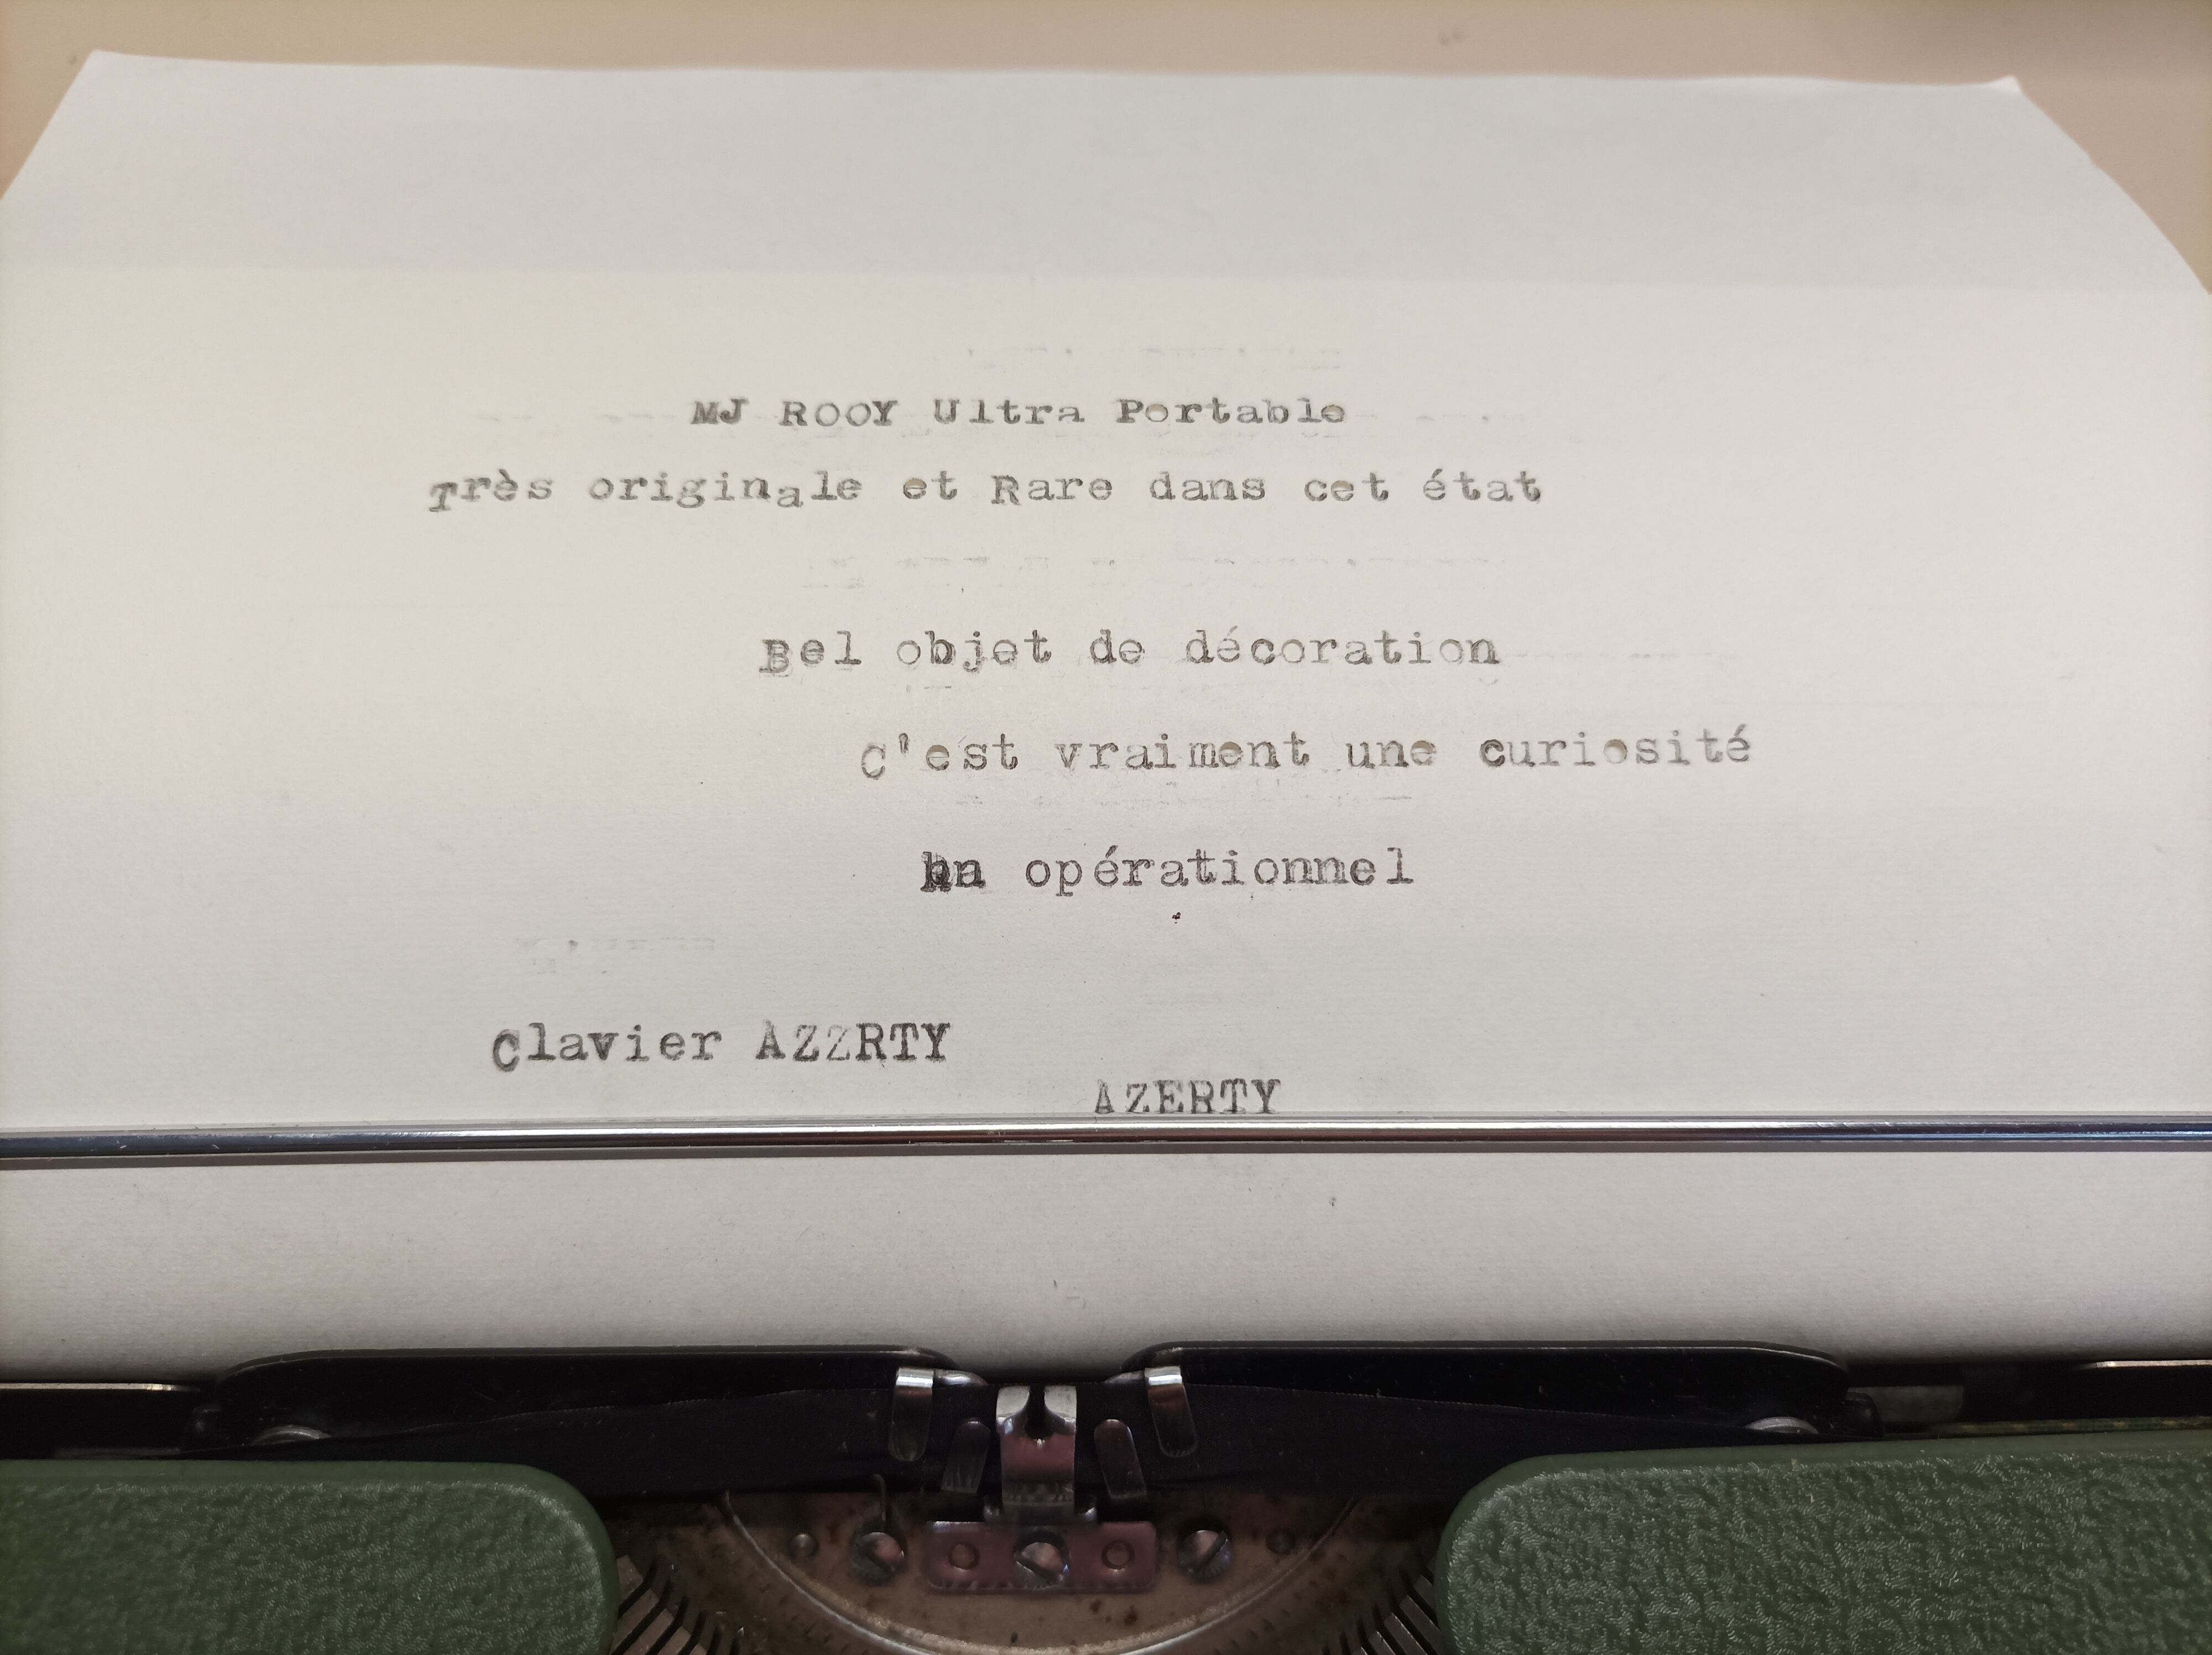 MJ ROOY Ultra Portable
Très originale et Rare dans cet état
Bel objet de décoration
C'est vraiment une curiosité
opérationnel
Clavier AZZRTY
AZERTY